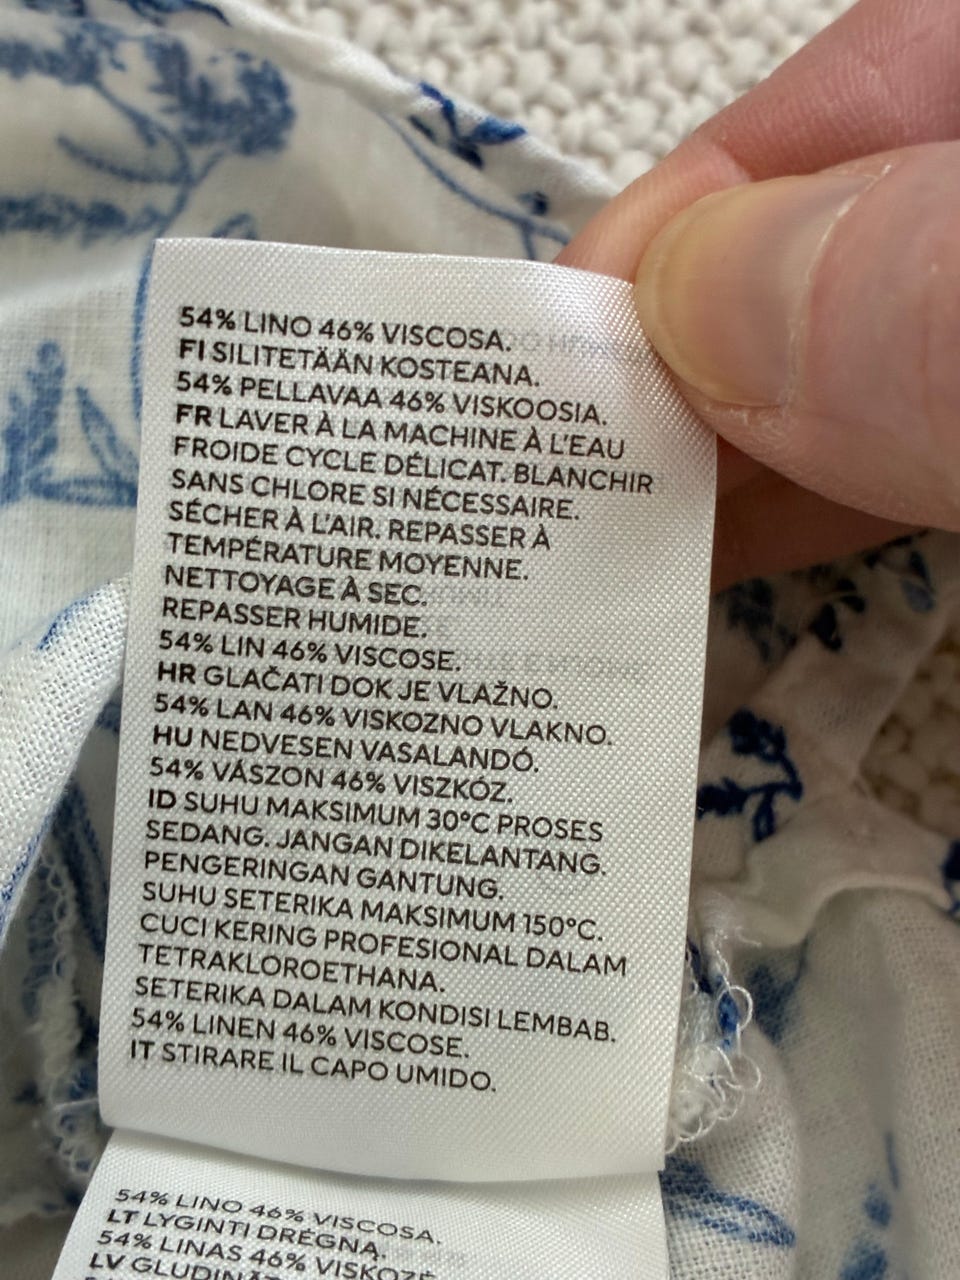 54% LINO 46% VISCOSA.
FI SILITETÄÄN KOSTEANA.
54% PELLAVAA 46% VISKOOSIA.
FR LAVER À LA MACHINE À L'EAU
FROIDE CYCLE DÉLICAT. BLANCHIR
SANS CHLORE SI NÉCESSAIRE.
SÉCHER À L'AIR. REPASSER À
TEMPÉRATURE MOYENNE.
NETTOYAGE À SEC.
REPASSER HUMIDE.
54% LIN 46% VISCOSE.
HR GLAČATI DOK JE VLAŽNO.
54% LAN 46% VISKOZNO VLAKNO.
HU NEDVESEN VASALANDÓ.
54% VÁSZON 46% VISZKÓZ.
ID SUHU MAKSIMUM 30°C PROSES
SEDANG. JANGAN DIKELANTANG.
PENGERINGAN GANTUNG.
SUHU SETERIKA MAKSIMUM 150°C.
CUCI KERING PROFESIONAL DALAM
TETRAKLOROETHANA.
SETERIKA DALAM KONDISI LEMBAB.
54% LINEN 46% VISCOSE.
IT STIRARE IL CAPO UMIDO.
54% LINO 46% VISCOSA.
LT LYGINTI DRĖGNĄ.
54% LINAS 46% VISKOZĖ
LV